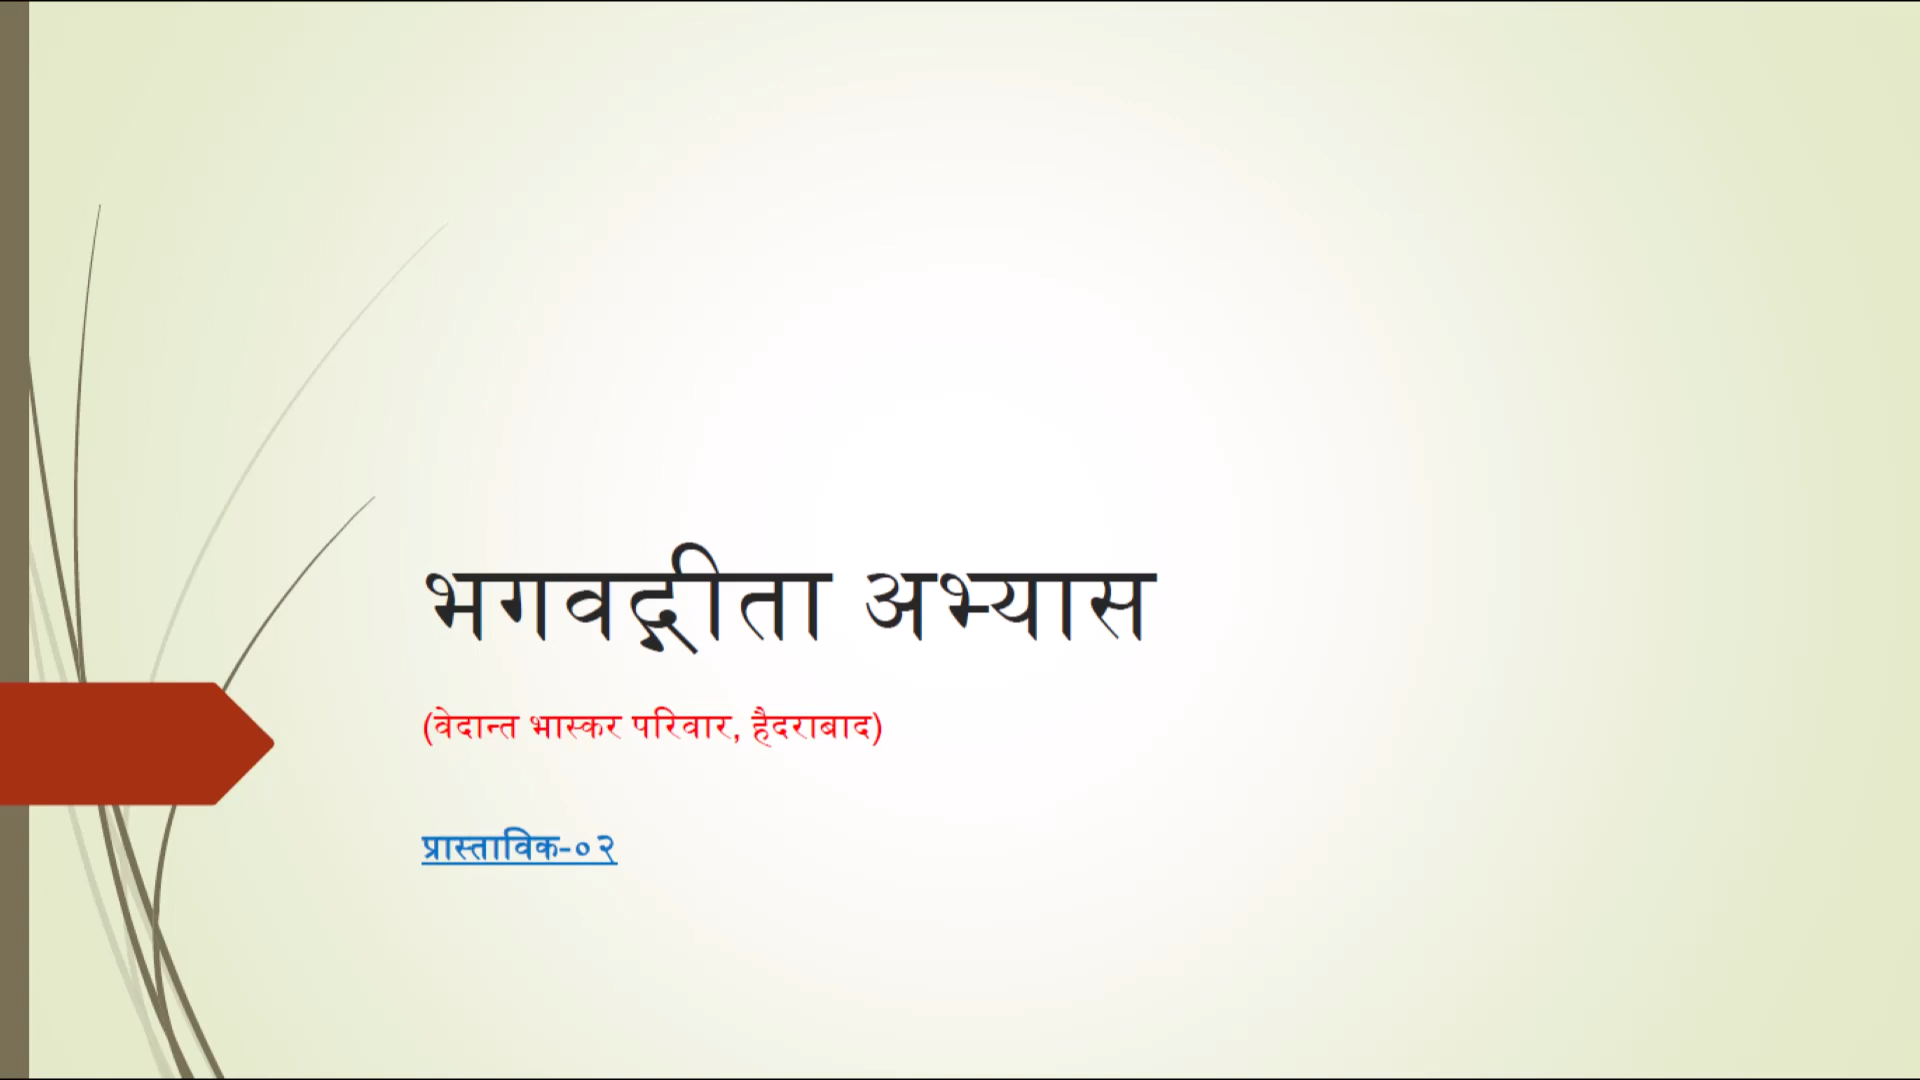 भगवद्गीता अभ्यास
(वेदान्त भास्कर परिवार, हैदराबाद)
प्रास्ताविक-०२